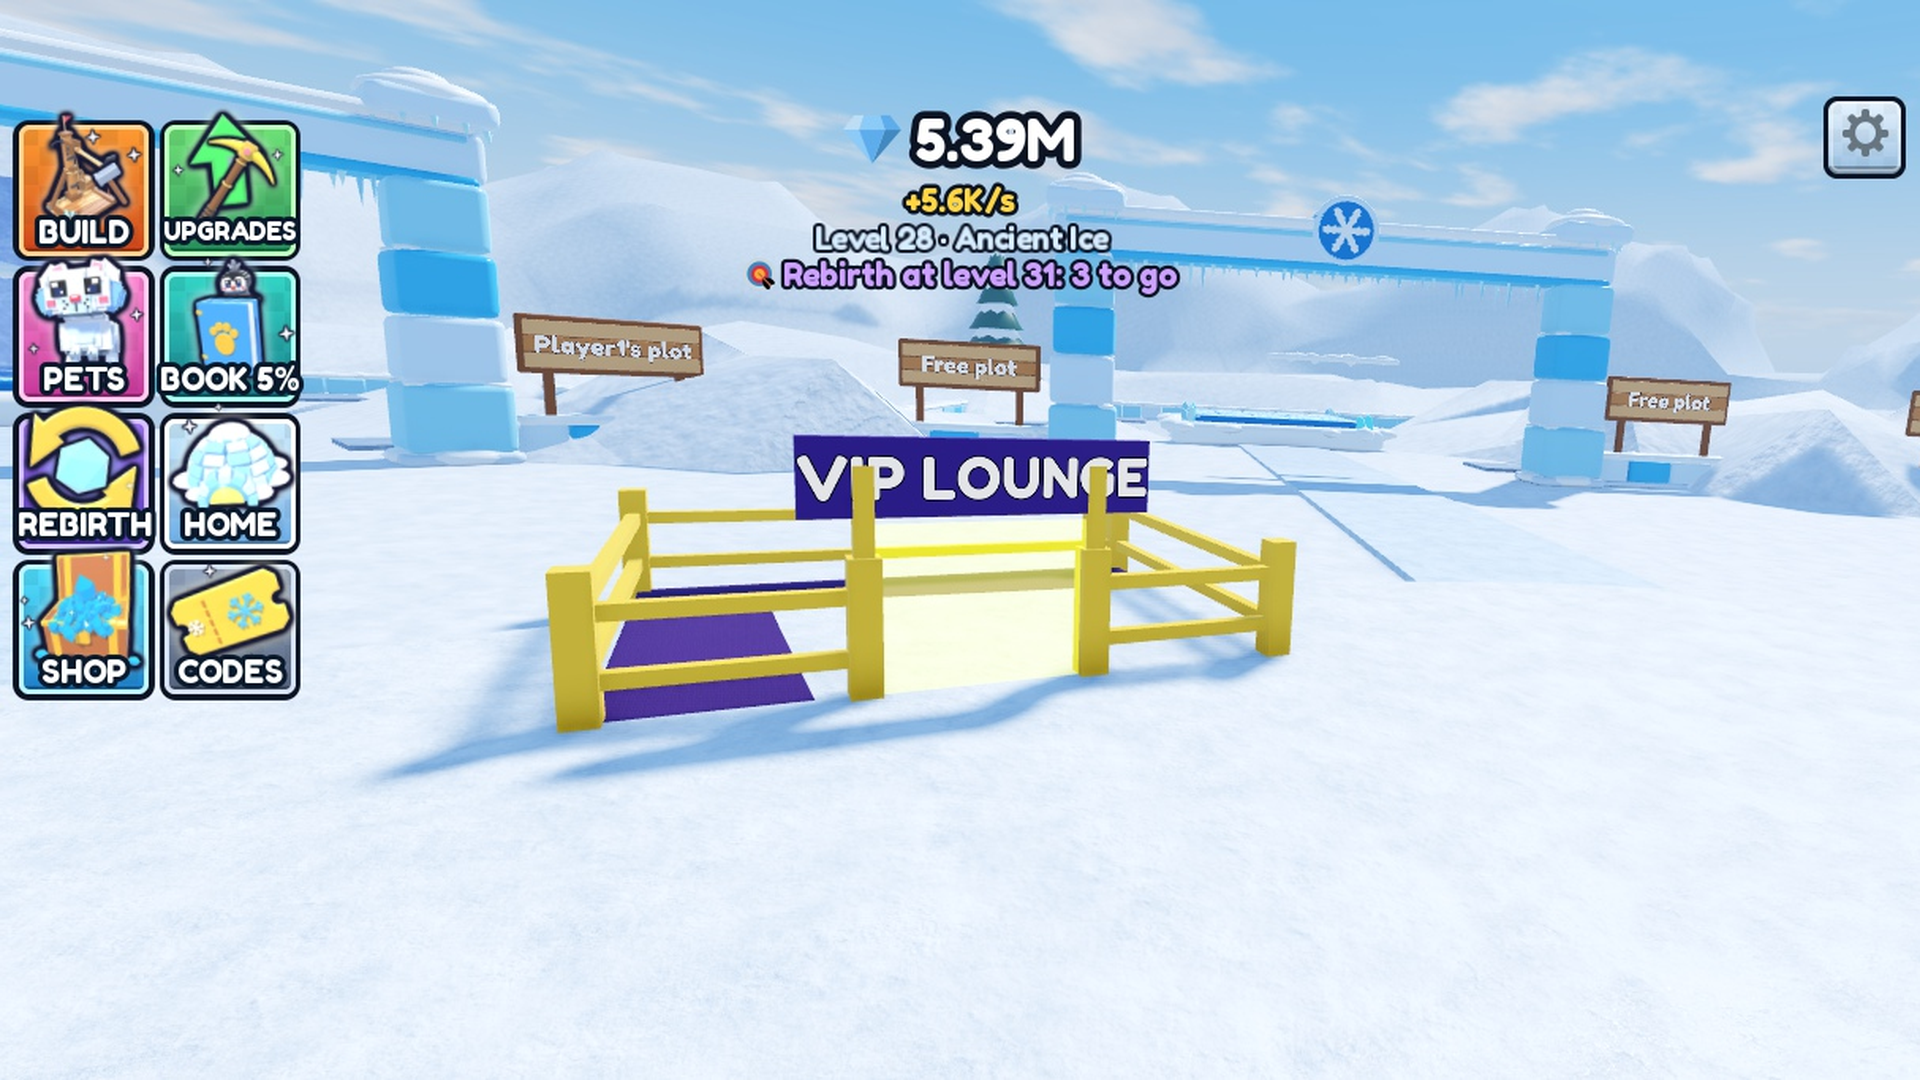 5.39M
+5.6K/s
Level 28 · Ancient Ice
Rebirth at level 31: 3 to go
BUILD
UPGRADES
PETS
BOOK 5%
REBIRTH
HOME
SHOP
CODES
Player1's plot
Free plot
Free plot
VIP LOUNGE